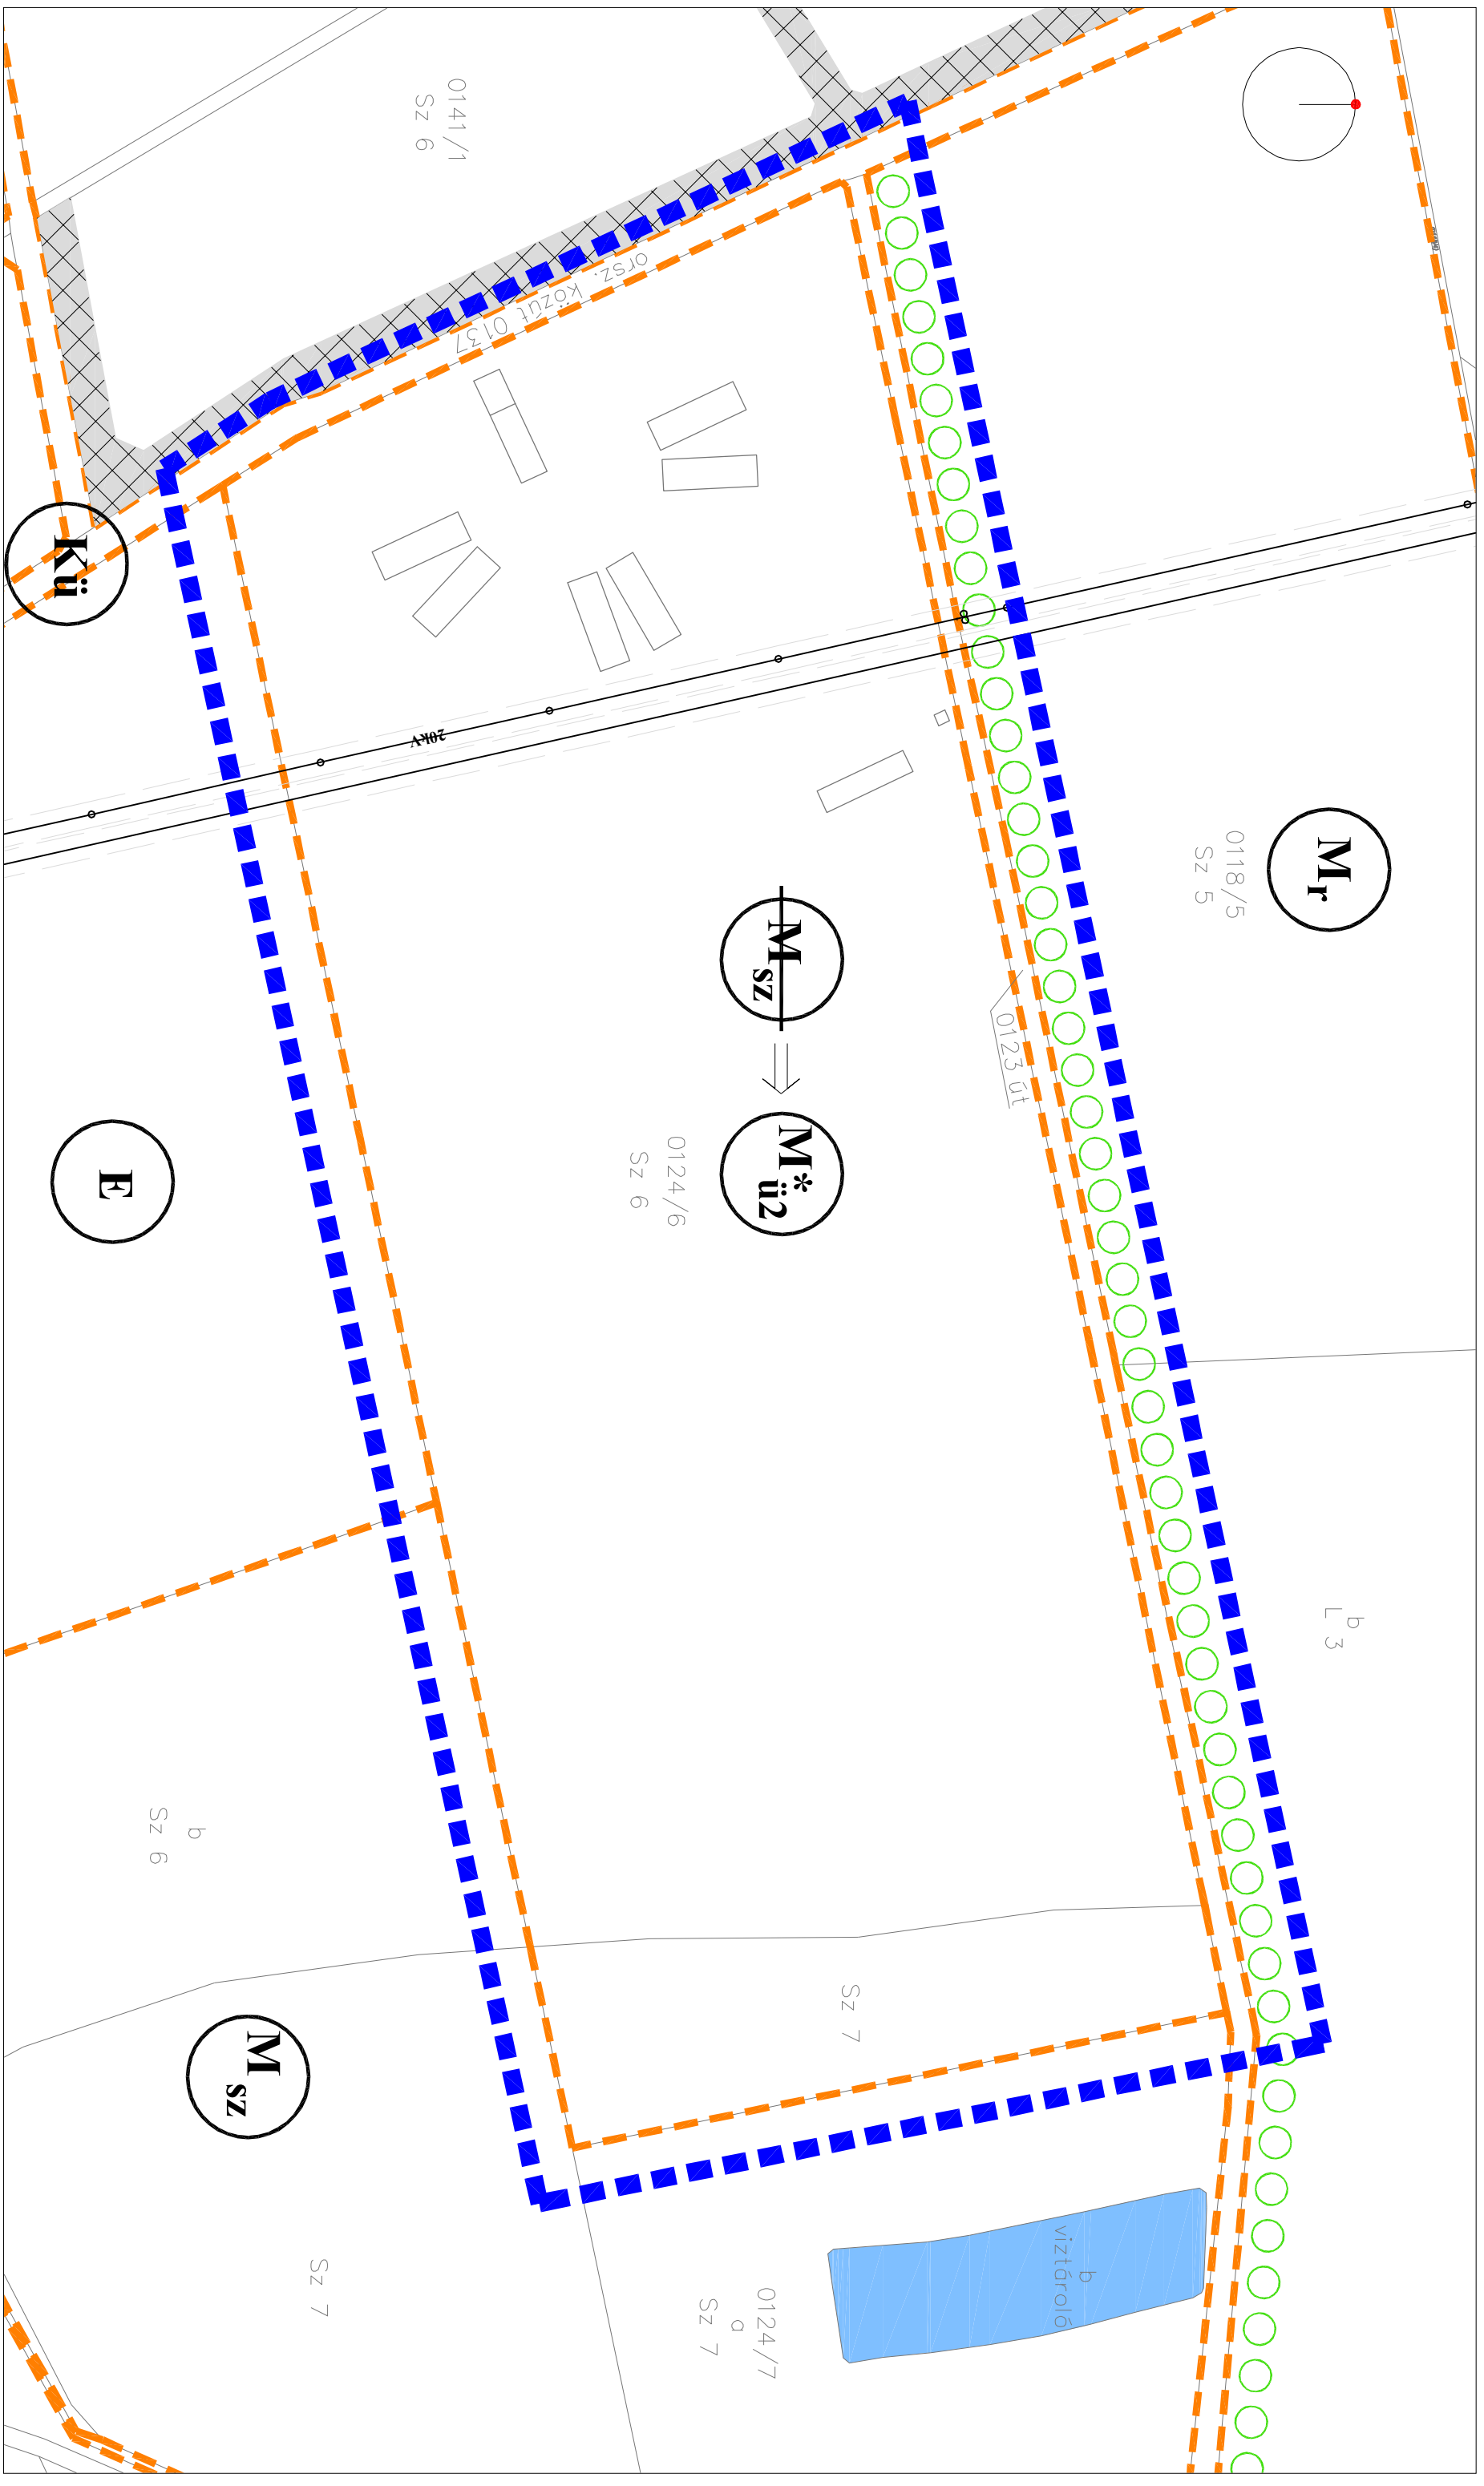 0141/1
Sz 6
orsz. közút 0137
Kü
20kV
Mr
0118/5
Sz 5
Msz
M*ü2
0123 út
0124/6
Sz 6
E
b
L 3
b
Sz 6
Sz 7
Msz
Sz 7
b
víztároló
0124/7
a
Sz 7